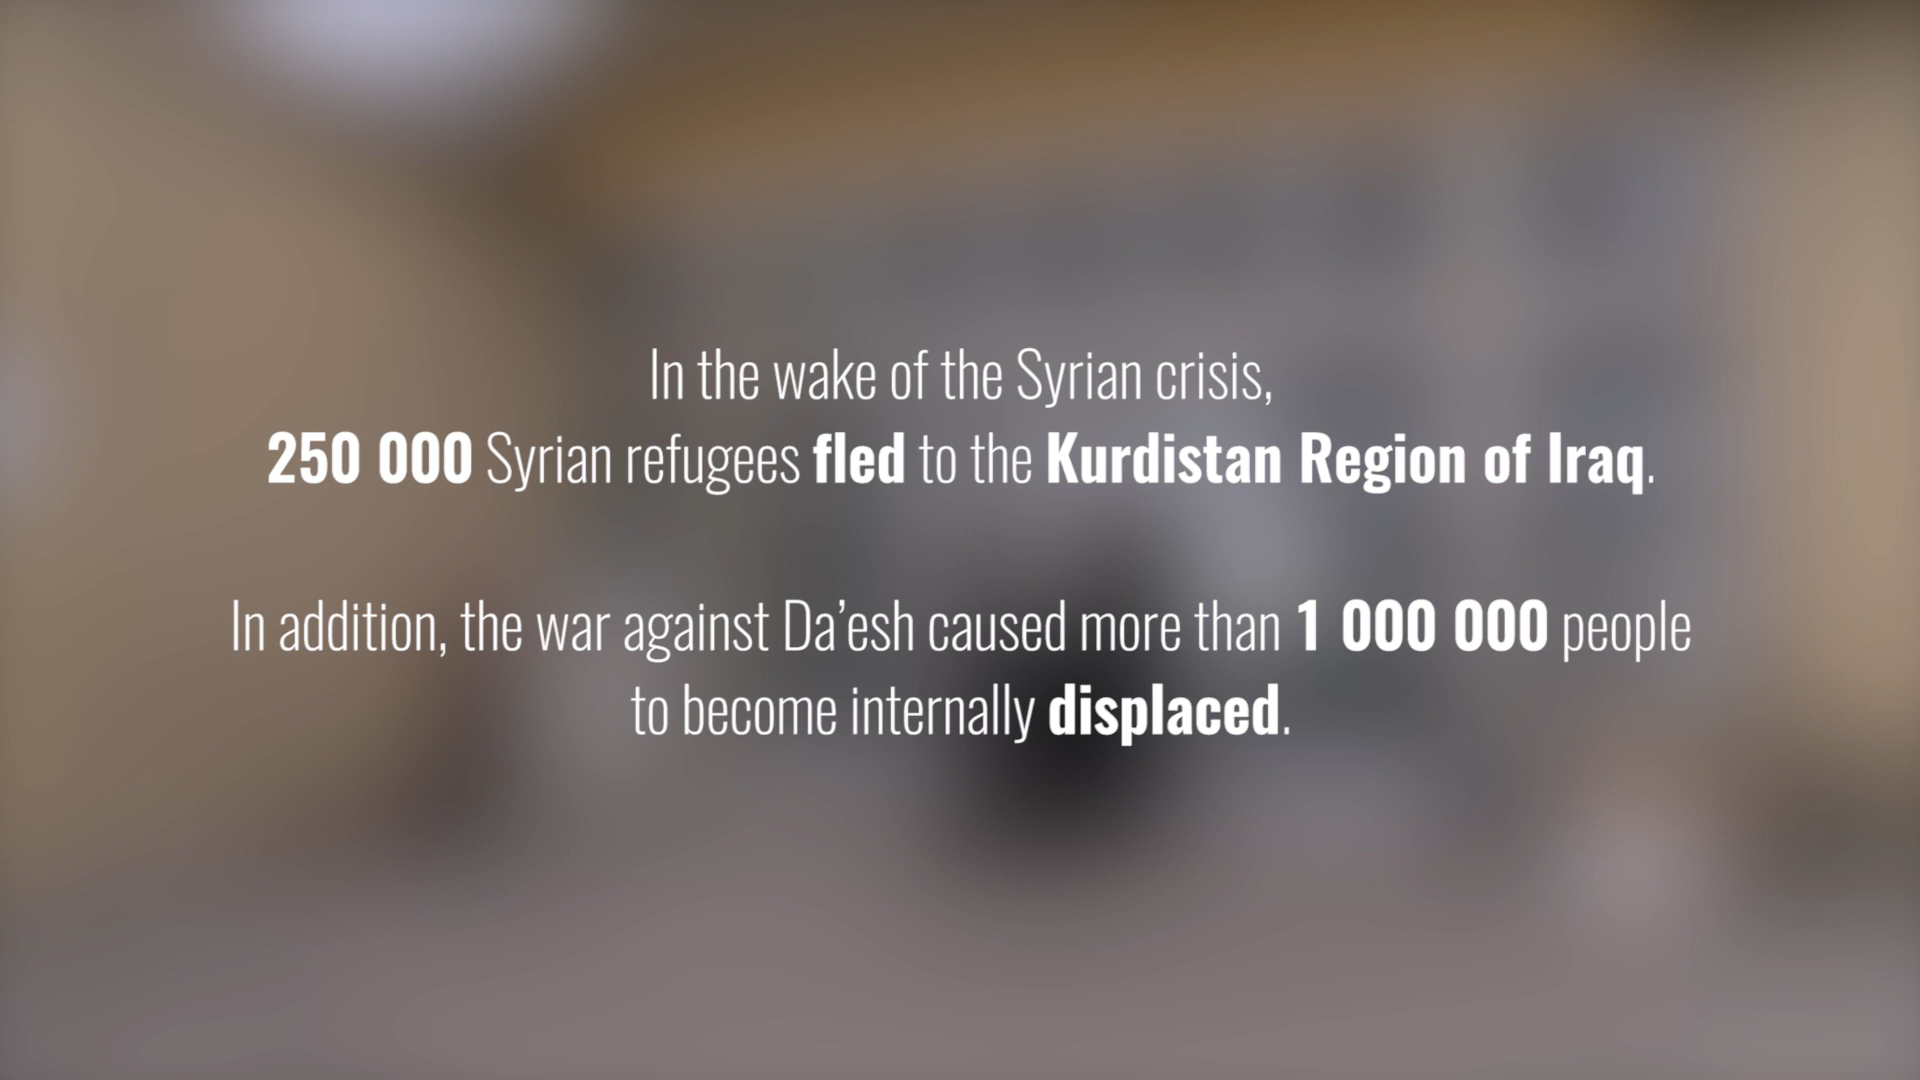 In the wake of the Syrian crisis,
250 000 Syrian refugees fled to the Kurdistan Region of Iraq.
In addition, the war against Da’esh caused more than 1 000 000 people
to become internally displaced.